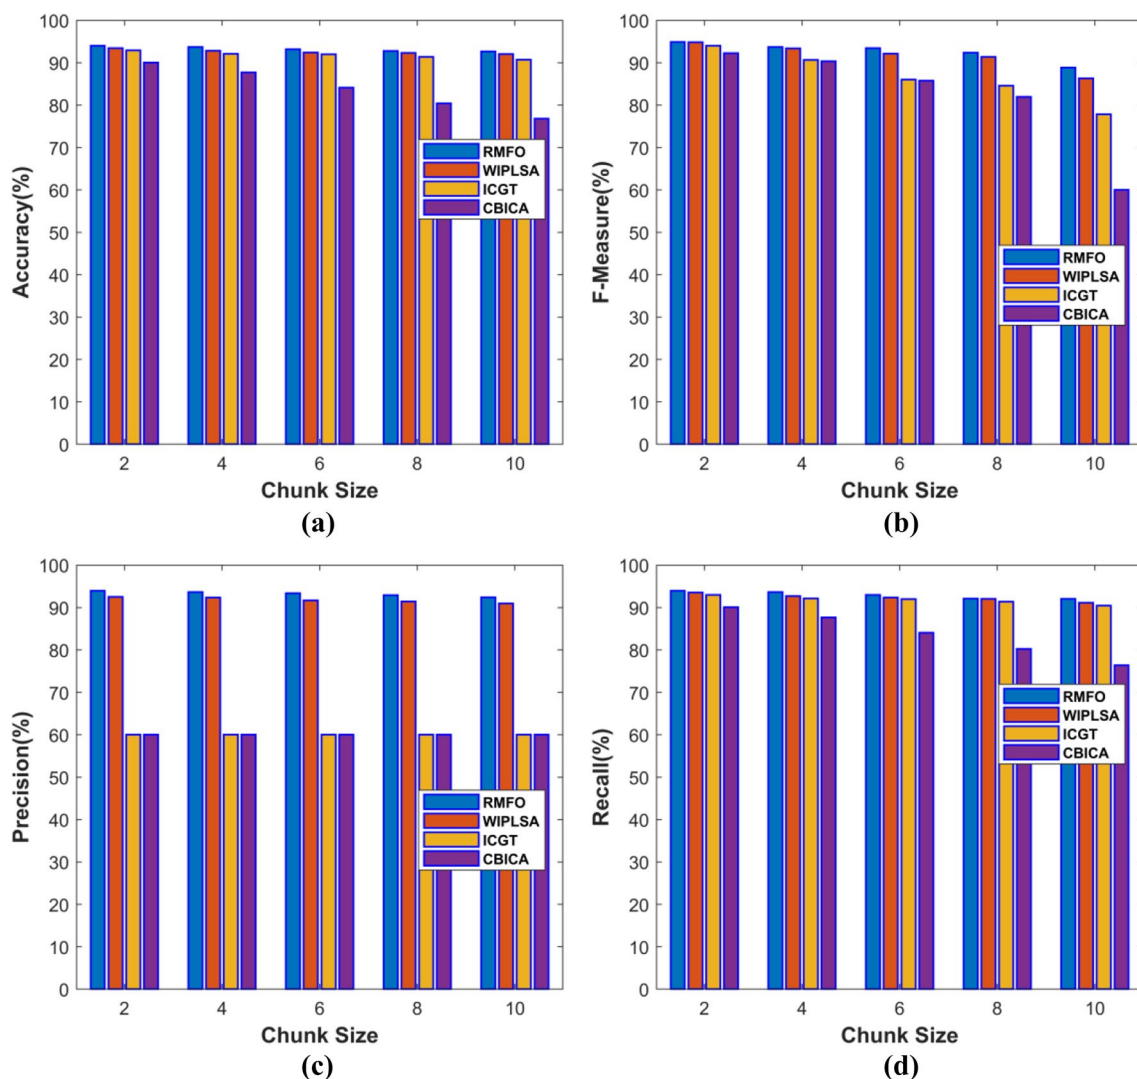 100
90
80
70
60
50
40
30
20
10
0
Accuracy(%)
RMFO
WIPLSA
ICGT
CBICA
2 4 6 8 10
Chunk Size
(a)
100
90
80
70
60
50
40
30
20
10
0
F-Measure(%)
RMFO
WIPLSA
ICGT
CBICA
2 4 6 8 10
Chunk Size
(b)
100
90
80
70
60
50
40
30
20
10
0
Precision(%)
RMFO
WIPLSA
ICGT
CBICA
2 4 6 8 10
Chunk Size
(c)
100
90
80
70
60
50
40
30
20
10
0
Recall(%)
RMFO
WIPLSA
ICGT
CBICA
2 4 6 8 10
Chunk Size
(d)